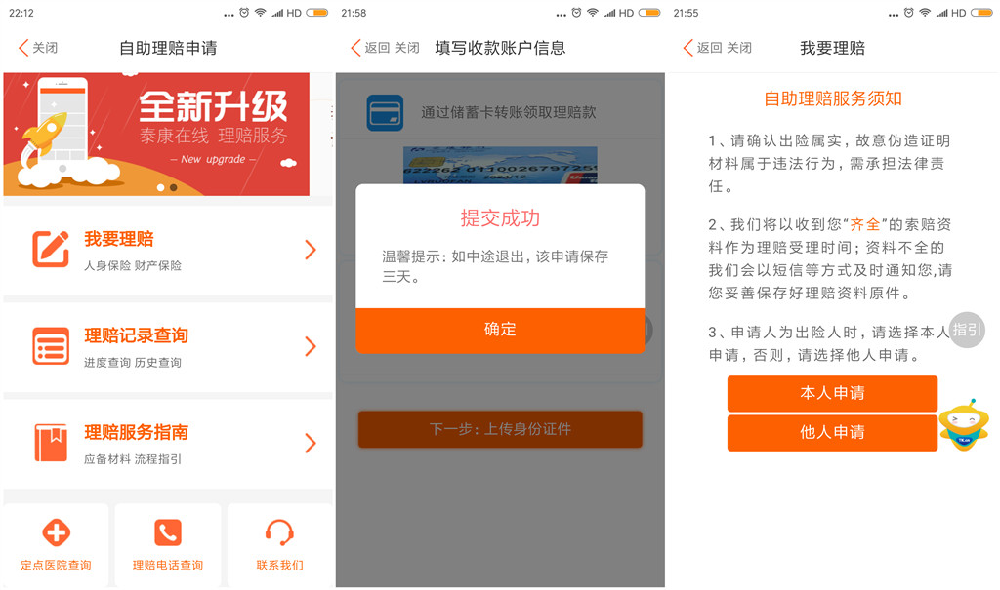 22:12
... HD
关闭
自助理赔申请
全新升级
泰康在线 理赔服务
– New upgrade –
我要理赔
人身保险 财产保险
理赔记录查询
进度查询 历史查询
理赔服务指南
应备材料 流程指引
定点医院查询
理赔电话查询
联系我们
21:58
... HD
返回 关闭
填写收款账户信息
通过储蓄卡转账领取理赔款
提交成功
温馨提示：如中途退出，该申请保存
三天。
确定
下一步：上传身份证件
21:55
... HD
返回 关闭
我要理赔
自助理赔服务须知
1、请确认出险属实，故意伪造证明
材料属于违法行为，需承担法律责
任。
2、我们将以收到您“齐全”的索赔资
料作为理赔受理时间；资料不全的
我们会以短信等方式及时通知您,请
您妥善保存好理赔资料原件。
3、申请人为出险人时，请选择本人
申请，否则，请选择他人申请。
指引
本人申请
他人申请